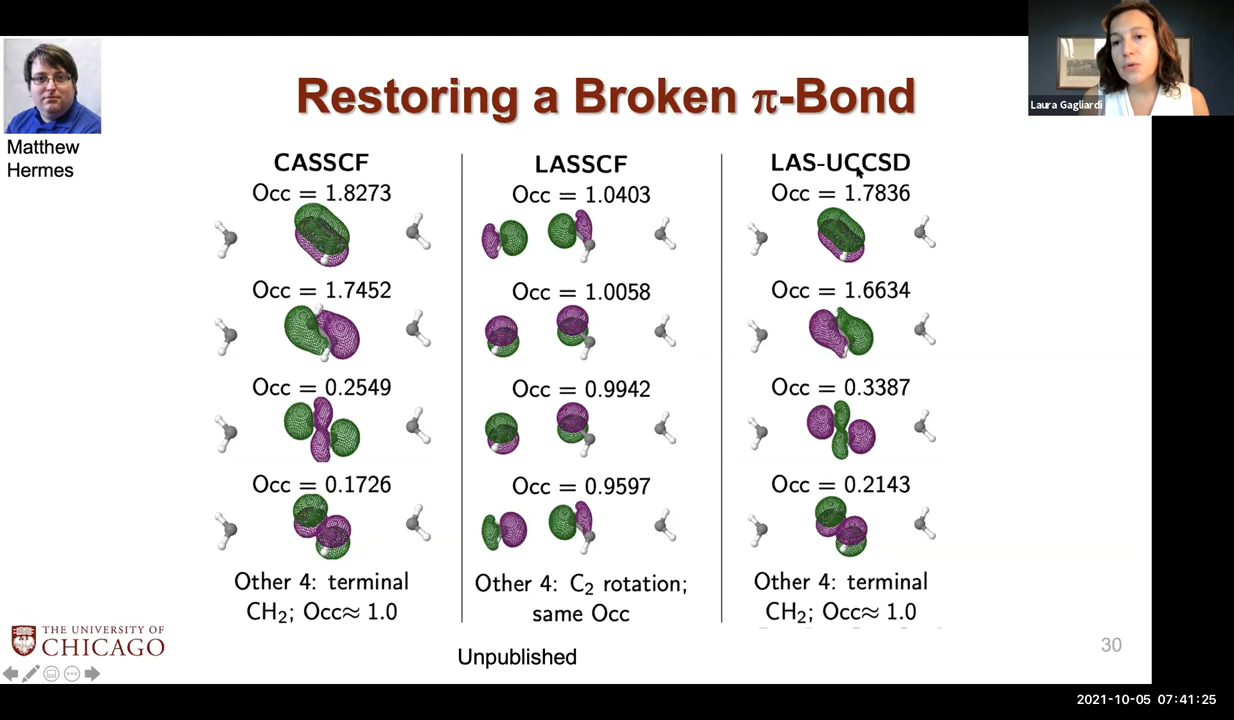 Restoring a Broken π-Bond
Laura Gagliardi
Matthew
Hermes
CASSCF
Occ = 1.8273
Occ = 1.7452
Occ = 0.2549
Occ = 0.1726
Other 4: terminal
CH₂; Occ≈ 1.0
LASSCF
Occ = 1.0403
Occ = 1.0058
Occ = 0.9942
Occ = 0.9597
Other 4: C₂ rotation;
same Occ
LAS-UCCSD
Occ = 1.7836
Occ = 1.6634
Occ = 0.3387
Occ = 0.2143
Other 4: terminal
CH₂; Occ≈ 1.0
THE UNIVERSITY OF
CHICAGO
Unpublished
30
2021-10-05 07:41:25